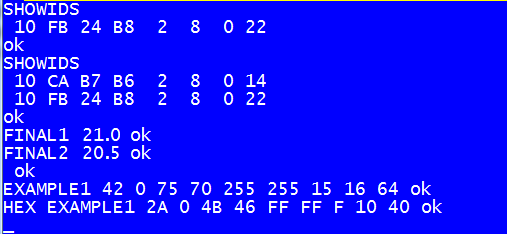 SHOWIDS
10 FB 24 B8 2 8 0 22
ok
SHOWIDS
10 CA B7 B6 2 8 0 14
10 FB 24 B8 2 8 0 22
ok
FINAL1 21.0 ok
FINAL2 20.5 ok
ok
EXAMPLE1 42 0 75 70 255 255 15 16 64 ok
HEX EXAMPLE1 2A 0 4B 46 FF FF F 10 40 ok
_